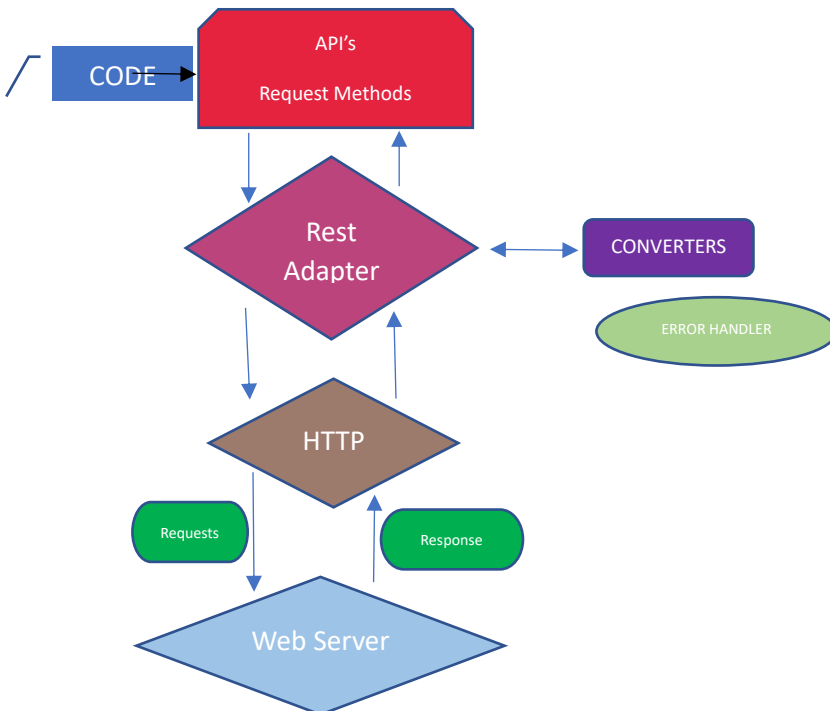 CODE
API's
Request Methods
Rest
Adapter
CONVERTERS
ERROR HANDLER
HTTP
Requests
Response
Web Server